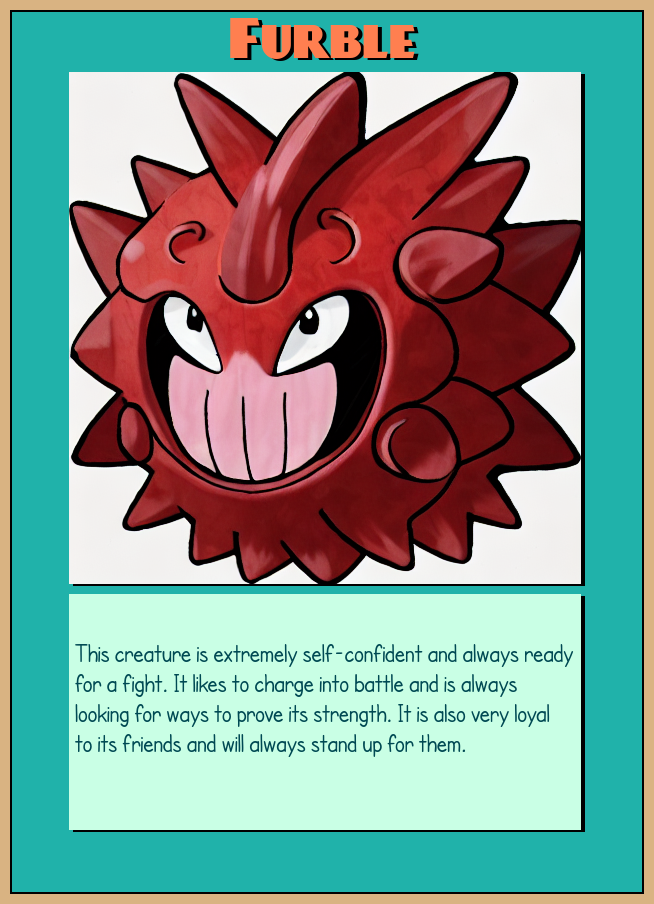 Furble
This creature is extremely self-confident and always ready
for a fight. It likes to charge into battle and is always
looking for ways to prove its strength. It is also very loyal
to its friends and will always stand up for them.